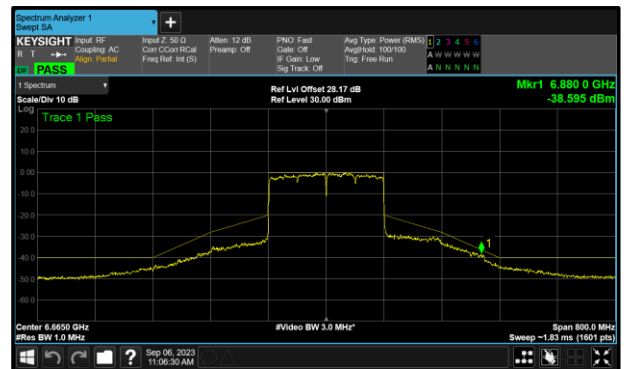 Spectrum Analyzer 1
Swept SA
+
KEYSIGHT
R T
PASS
Input: RF
Coupling: AC
Align: Partial
Input Z: 50 Ω
Corr CCorr RCal
Freq Ref: Int (S)
Atten: 12 dB
Preamp: Off
PNO: Fast
Gate: Off
IF Gain: Low
Sig Track: Off
Avg Type: Power (RMS)
Avg|Hold: 100/100
Trig: Free Run
1 2 3 4 5 6
A W W W W W
A N N N N N
1 Spectrum
Scale/Div 10 dB
Ref Lvl Offset 28.17 dB
Ref Level 30.00 dBm
Mkr1 6.880 0 GHz
-38.595 dBm
Log
Trace 1 Pass
20.0
10.0
0.00
-10.0
-20.0
-30.0
-40.0
-50.0
-60.0
1
Center 6.6650 GHz
#Res BW 1.0 MHz
#Video BW 3.0 MHz*
Span 800.0 MHz
Sweep ~1.83 ms (1601 pts)
?
Sep 06, 2023
11:06:30 AM